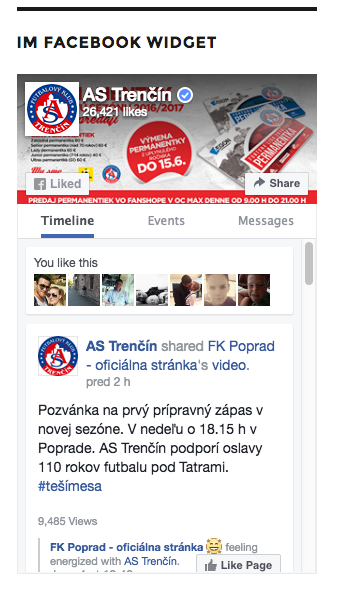 IM FACEBOOK WIDGET
AS Trenčín
26,421 likes
FUTBALOVÝ KLUB
AS
TRENČÍN
VÝMENA
PERMANENTKY
DO 15.6.
PERMANENTKA
Liked
Share
PREDAJ PERMANENTIEK VO FANSHOPE V OC MAX DENNE OD 9.00 H DO 21.00 H
Timeline Events Messages
You like this
AS Trenčín shared FK Poprad
- oficiálna stránka's video.
pred 2 h
Pozvánka na prvý prípravný zápas v
novej sezóne. V nedeľu o 18.15 h v
Poprade. AS Trenčín podporí oslavy
110 rokov futbalu pod Tatrami.
#tešímesa
9,485 Views
FK Poprad - oficiálna stránka feeling
energized with AS Trenčín.
Like Page